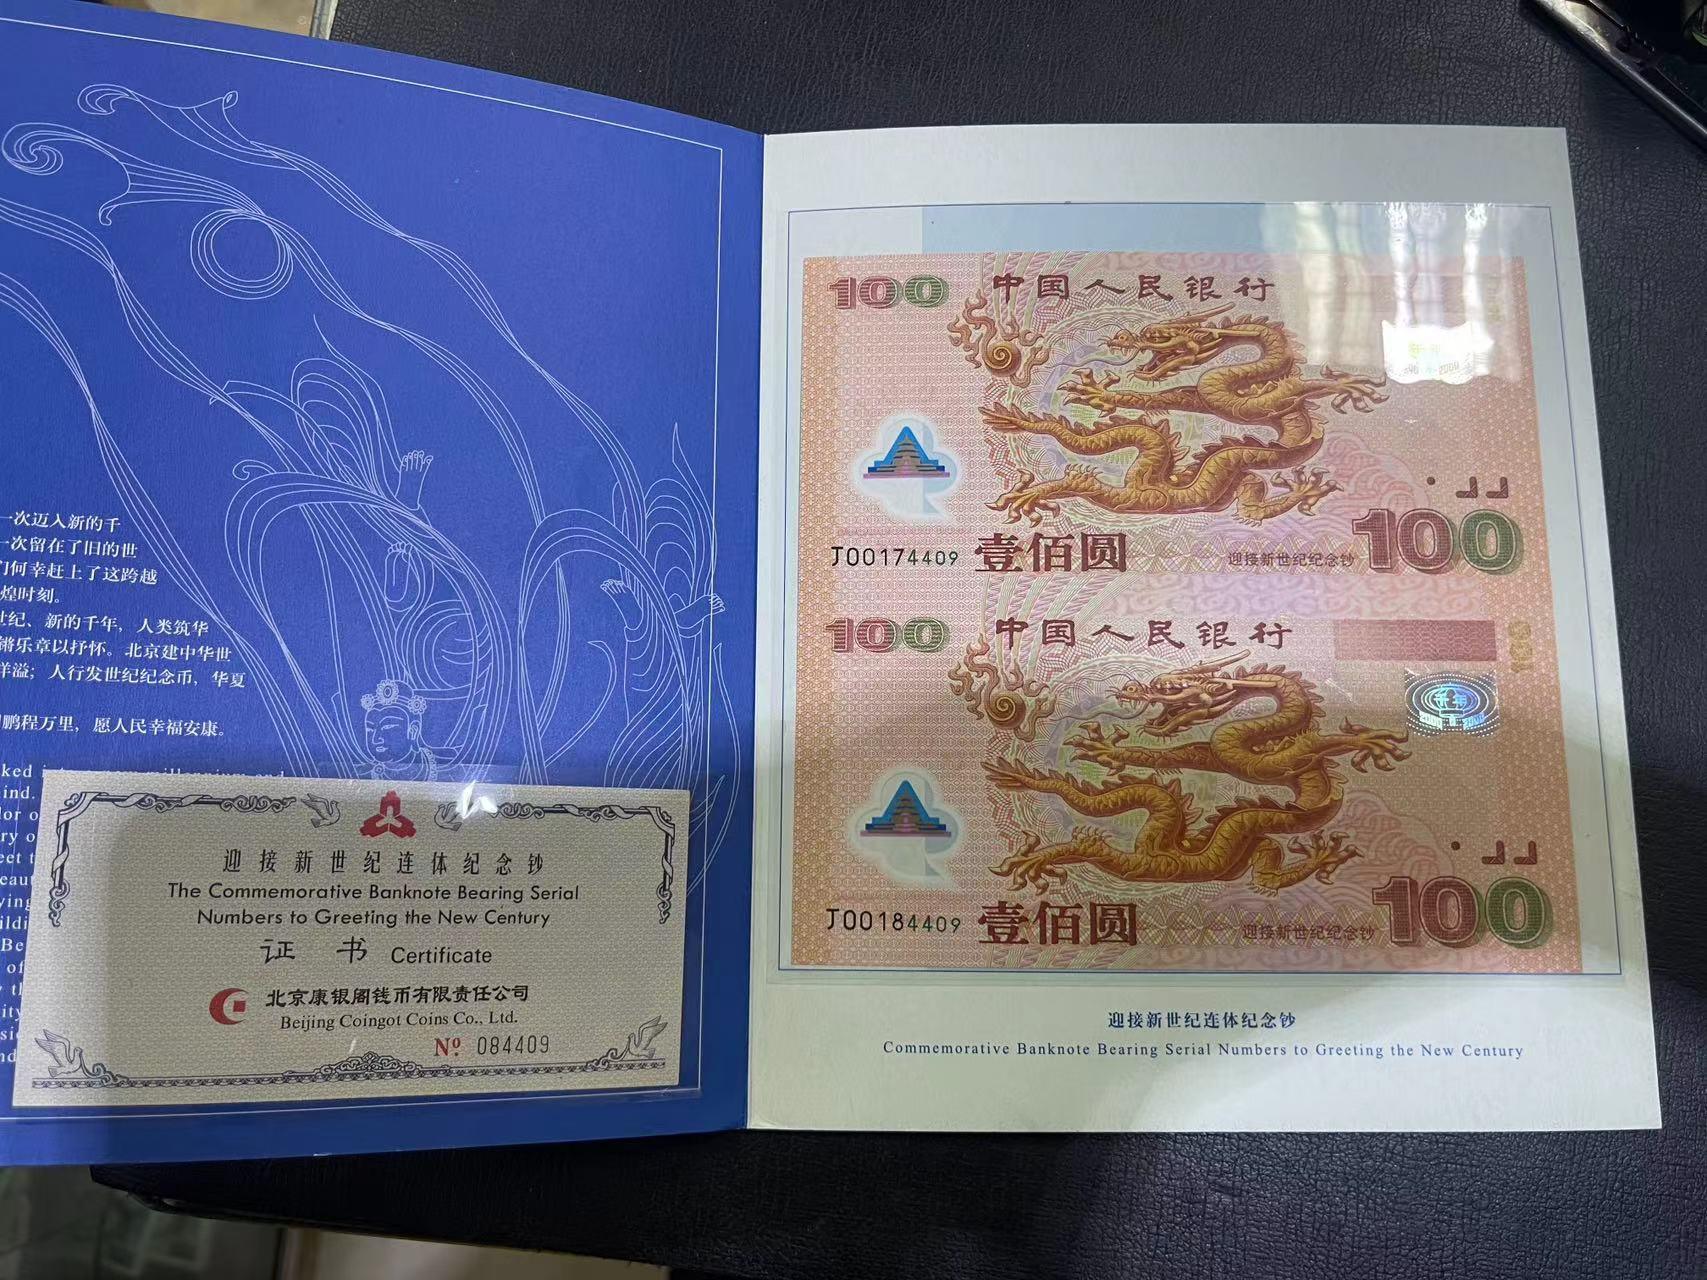 一次迈入新的千
一次留在了旧的世
们何幸赶上了这跨越
煌时刻。
世纪、新的千年，人类筑华
锵乐章以抒怀。北京建中华世
洋溢；人行发世纪纪念币，华夏
鹏程万里，愿人民幸福安康。
迎接新世纪连体纪念钞
The Commemorative Banknote Bearing Serial
Numbers to Greeting the New Century
证 书 Certificate
北京康银阁钱币有限责任公司
Beijing Coingot Coins Co., Ltd.
Nº 084409
100 中国人民银行
J00174409 壹佰圆 迎接新世纪纪念钞 100
100 中国人民银行
100
J00184409 壹佰圆 迎接新世纪纪念钞 100
迎接新世纪连体纪念钞
Commemorative Banknote Bearing Serial Numbers to Greeting the New Century